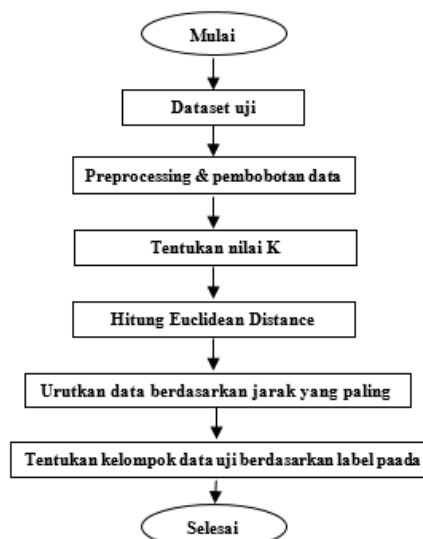 Mulai
Dataset uji
Preprocessing & pembobotan data
Tentukan nilai K
Hitung Euclidean Distance
Urutkan data berdasarkan jarak yang paling
Tentukan kelompok data uji berdasarkan label paada
Selesai